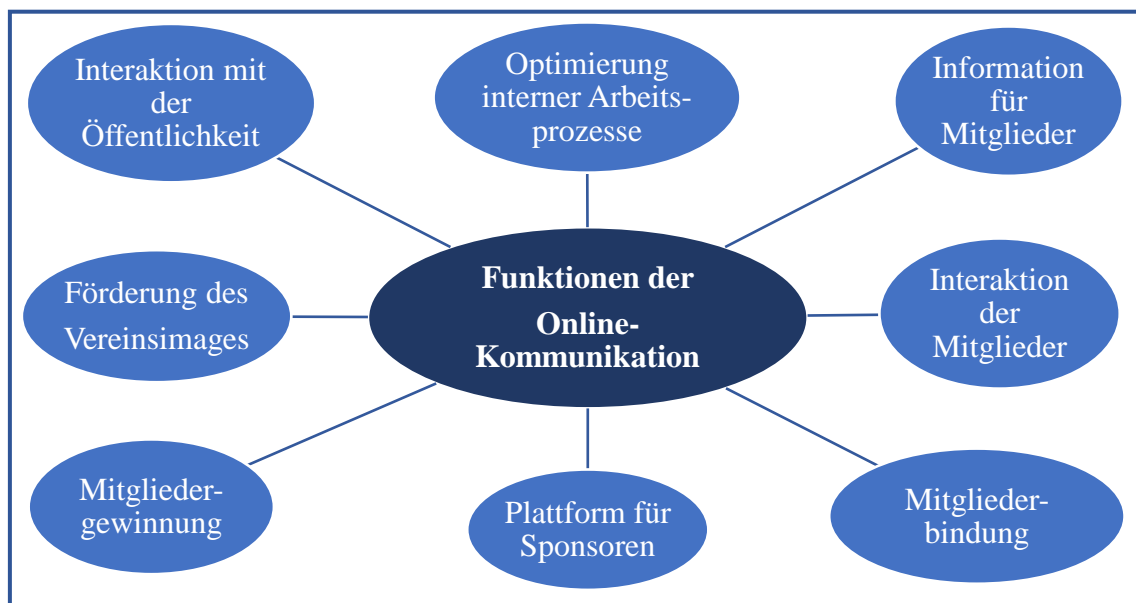 Interaktion mit
der
Öffentlichkeit
Optimierung
interner Arbeits-
prozesse
Information
für
Mitglieder
Förderung des
Vereinsimages
Funktionen der
Online-
Kommunikation
Interaktion
der
Mitglieder
Mitglieder-
gewinnung
Plattform für
Sponsoren
Mitglieder-
bindung